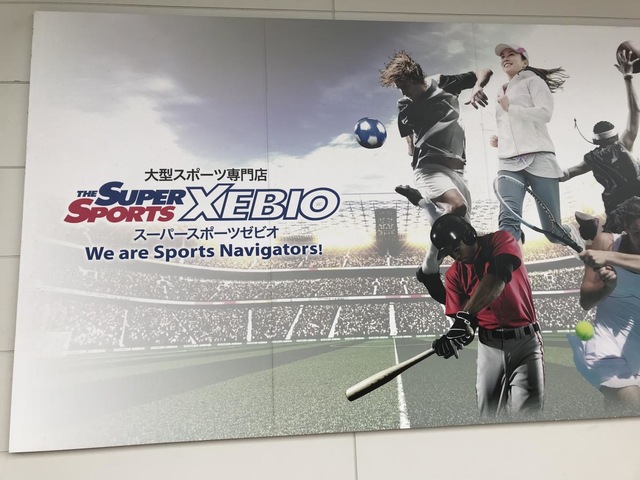 大型スポーツ専門店
THE SUPER SPORTS XEBIO
スーパースポーツゼビオ
We are Sports Navigators!